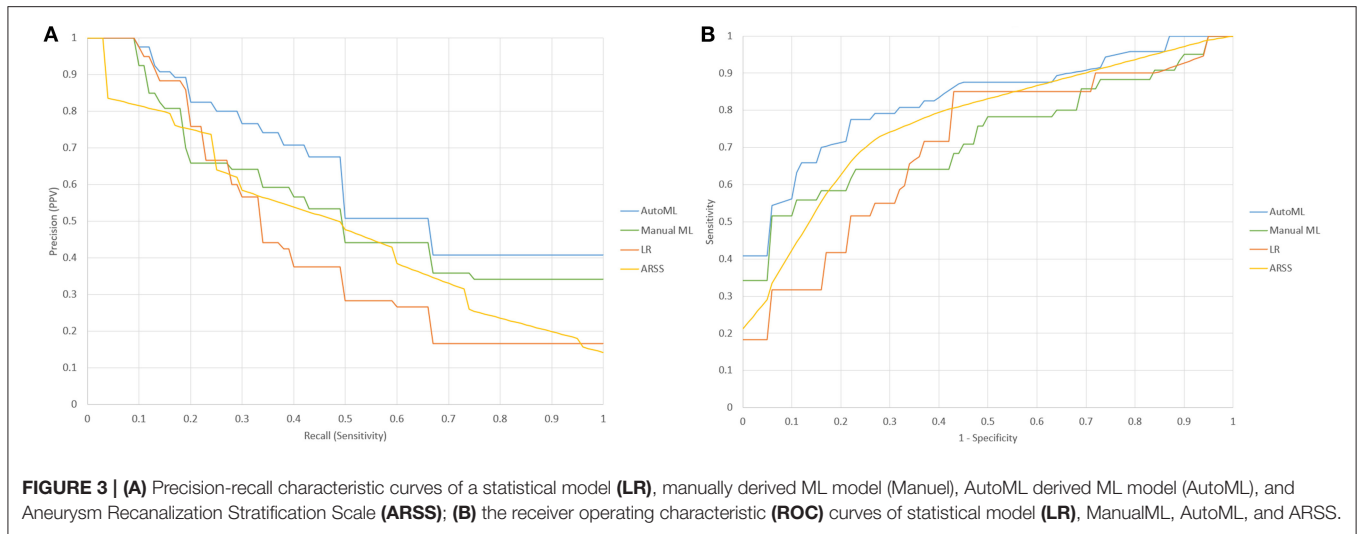 A
Precision (PPV)
1
0.9
0.8
0.7
0.6
0.5
0.4
0.3
0.2
0.1
0
0 0.1 0.2 0.3 0.4 0.5 0.6 0.7 0.8 0.9 1
Recall (Sensitivity)
AutoML
Manual ML
LR
ARSS
B
Sensitivity
1
0.9
0.8
0.7
0.6
0.5
0.4
0.3
0.2
0.1
0
0 0.1 0.2 0.3 0.4 0.5 0.6 0.7 0.8 0.9 1
1 - Specificity
AutoML
Manual ML
LR
ARSS
FIGURE 3 | (A) Precision-recall characteristic curves of a statistical model (LR), manually derived ML model (Manuel), AutoML derived ML model (AutoML), and
Aneurysm Recanalization Stratification Scale (ARSS); (B) the receiver operating characteristic (ROC) curves of statistical model (LR), ManualML, AutoML, and ARSS.